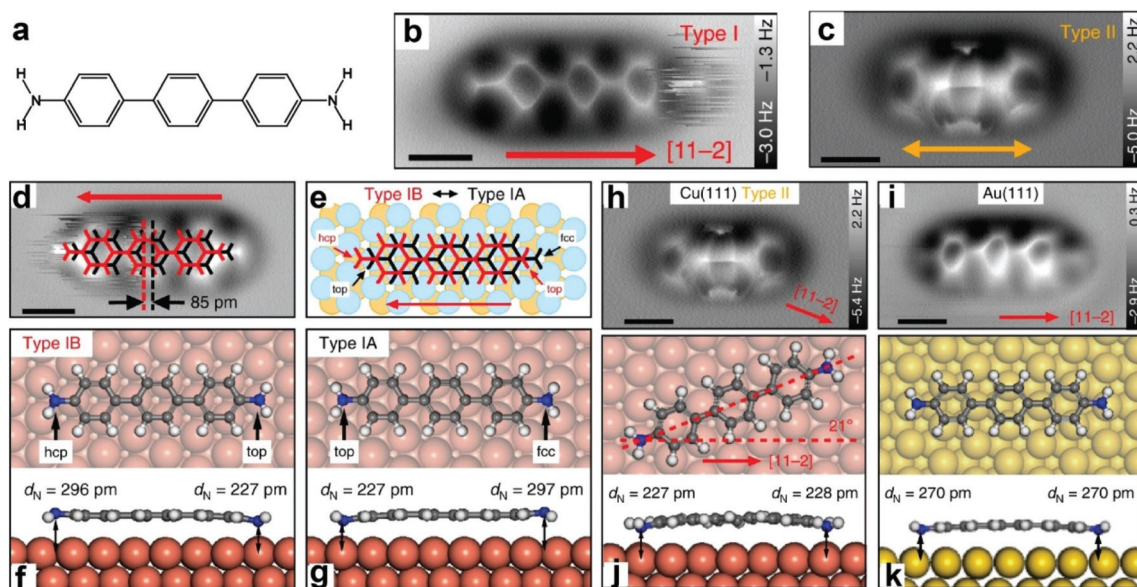 a
H H
N N
H H
b
Type I
[11–2]
−3.0 Hz −1.3 Hz
c
Type II
−5.0 Hz 2.2 Hz
d
85 pm
e
Type IB Type IA
hcp fcc
top top
h
Cu(111) Type II
[11–2]
−5.4 Hz 2.2 Hz
i
Au(111)
[11–2]
−2.9 Hz 0.3 Hz
Type IB
hcp top
dN = 296 pm dN = 227 pm
f
Type IA
top fcc
dN = 227 pm dN = 297 pm
g
21°
[11–2]
dN = 227 pm dN = 228 pm
j
dN = 270 pm dN = 270 pm
k